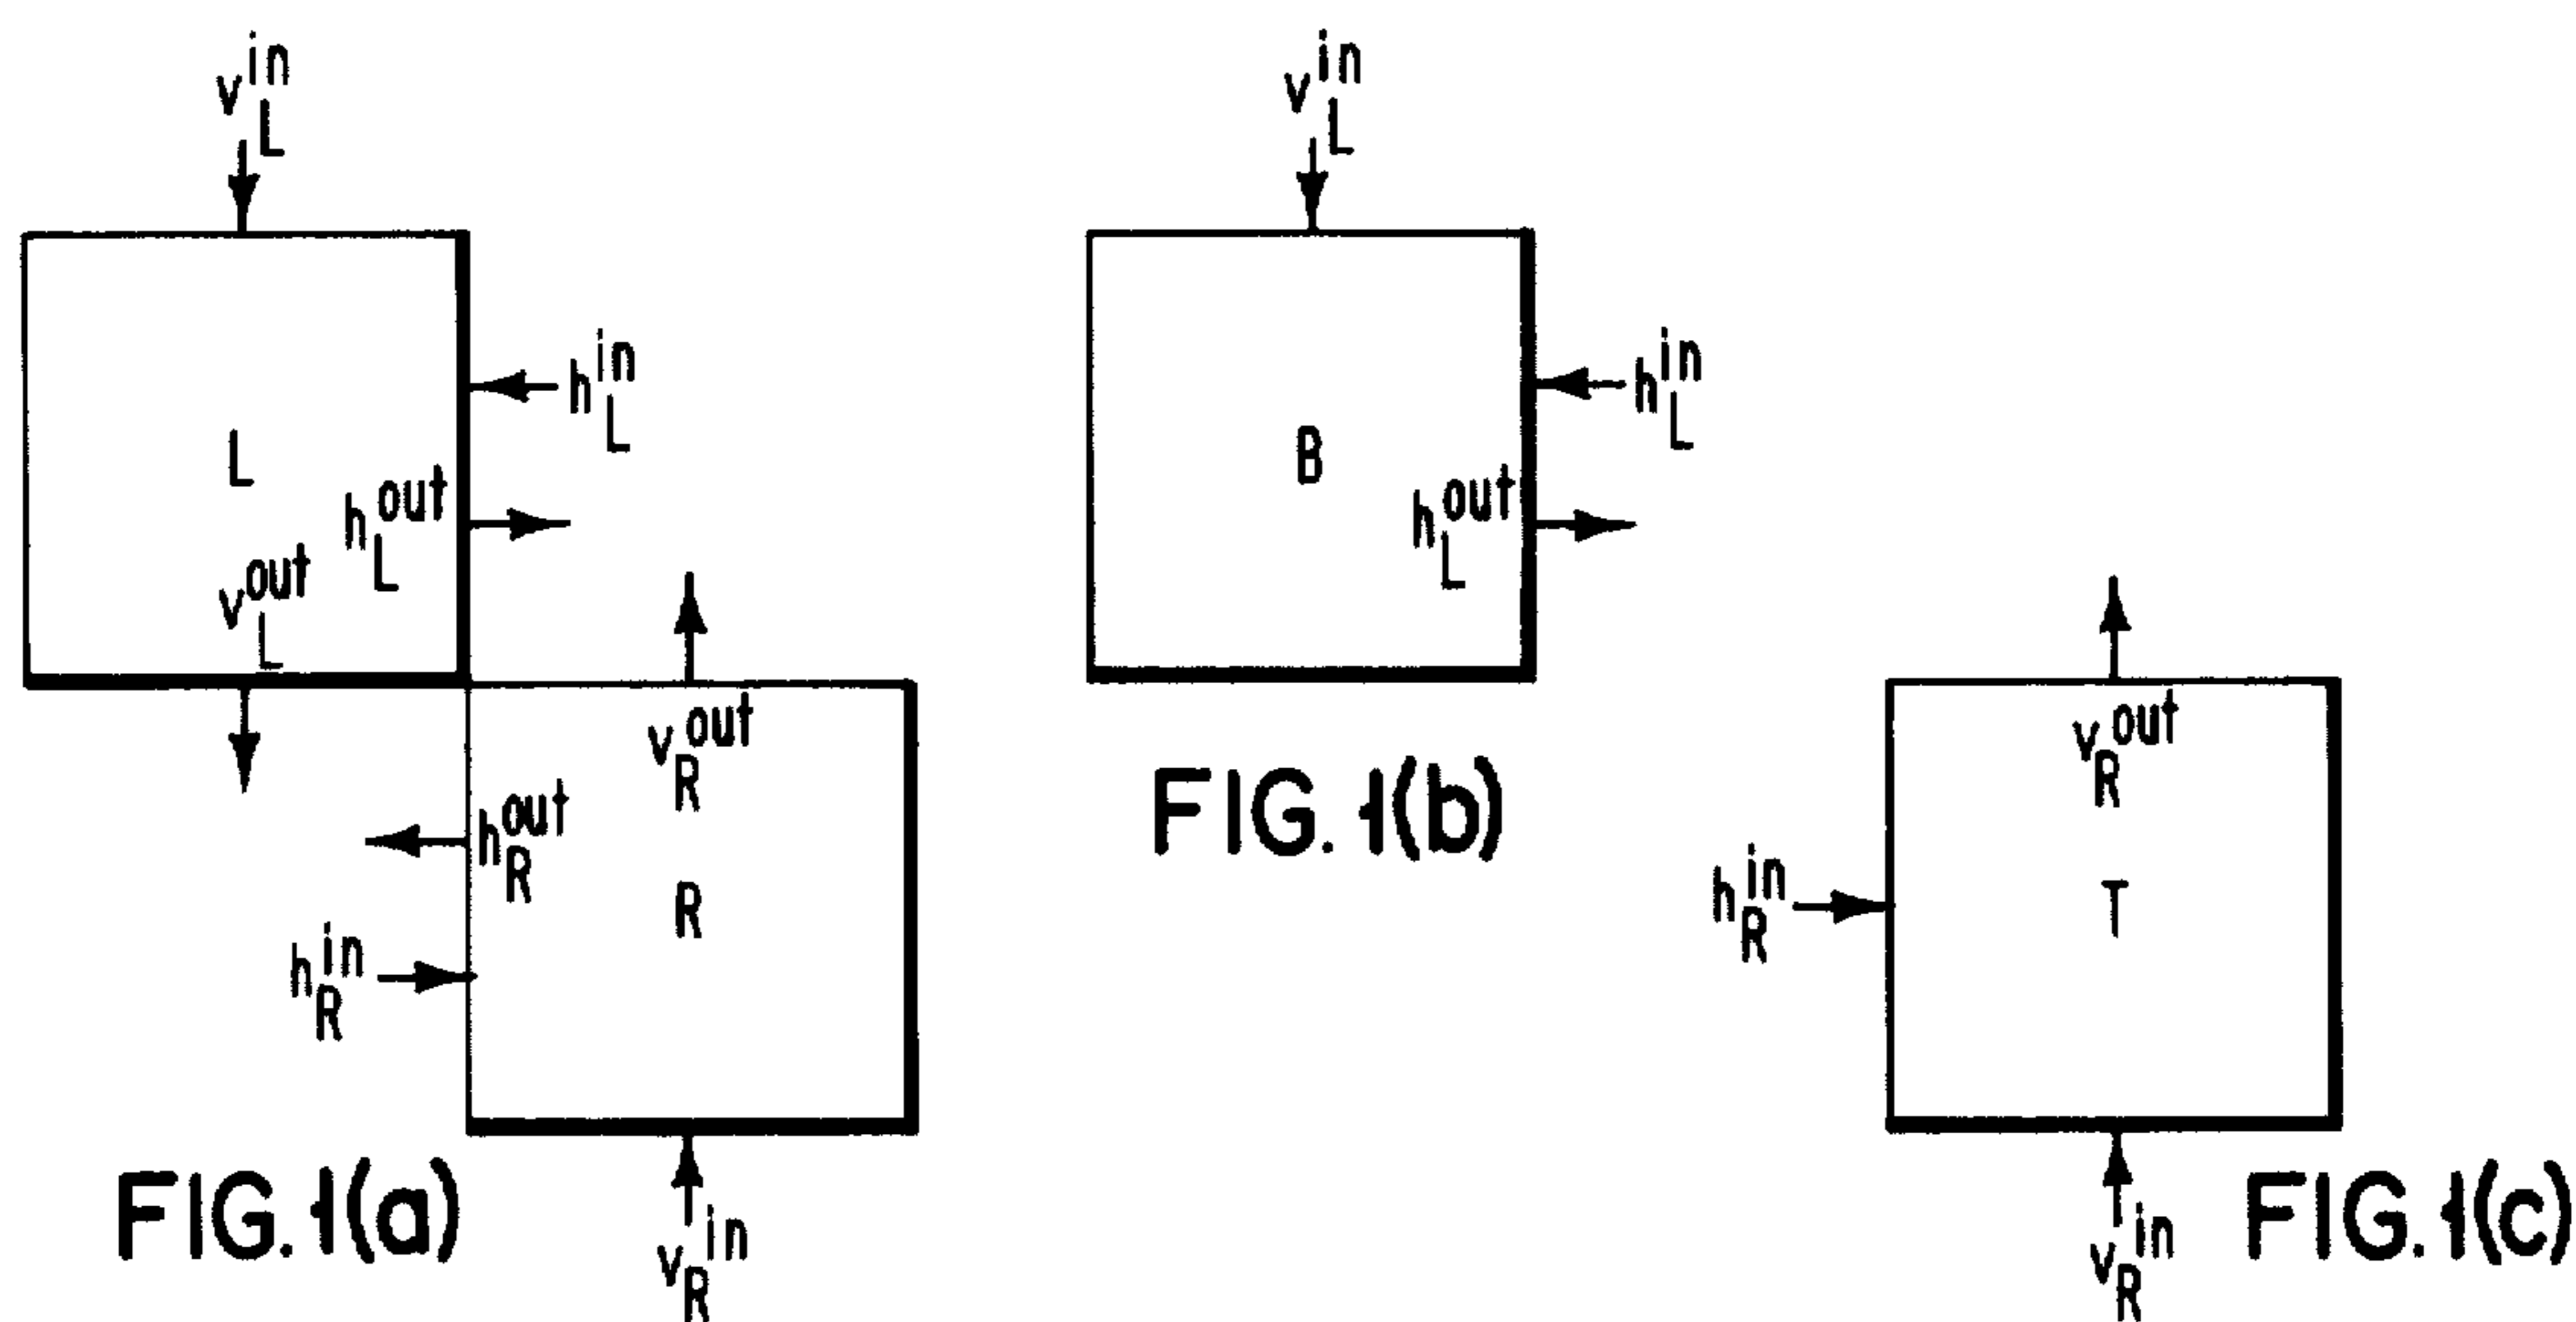 v_L^in
h_L^in
L
h_L^out
v_L^out
v_R^out
h_R^out
R
h_R^in
v_R^in
FIG. 1(a)
v_L^in
h_L^in
B
h_L^out
FIG. 1(b)
v_R^out
h_R^in
T
v_R^in
FIG. 1(c)